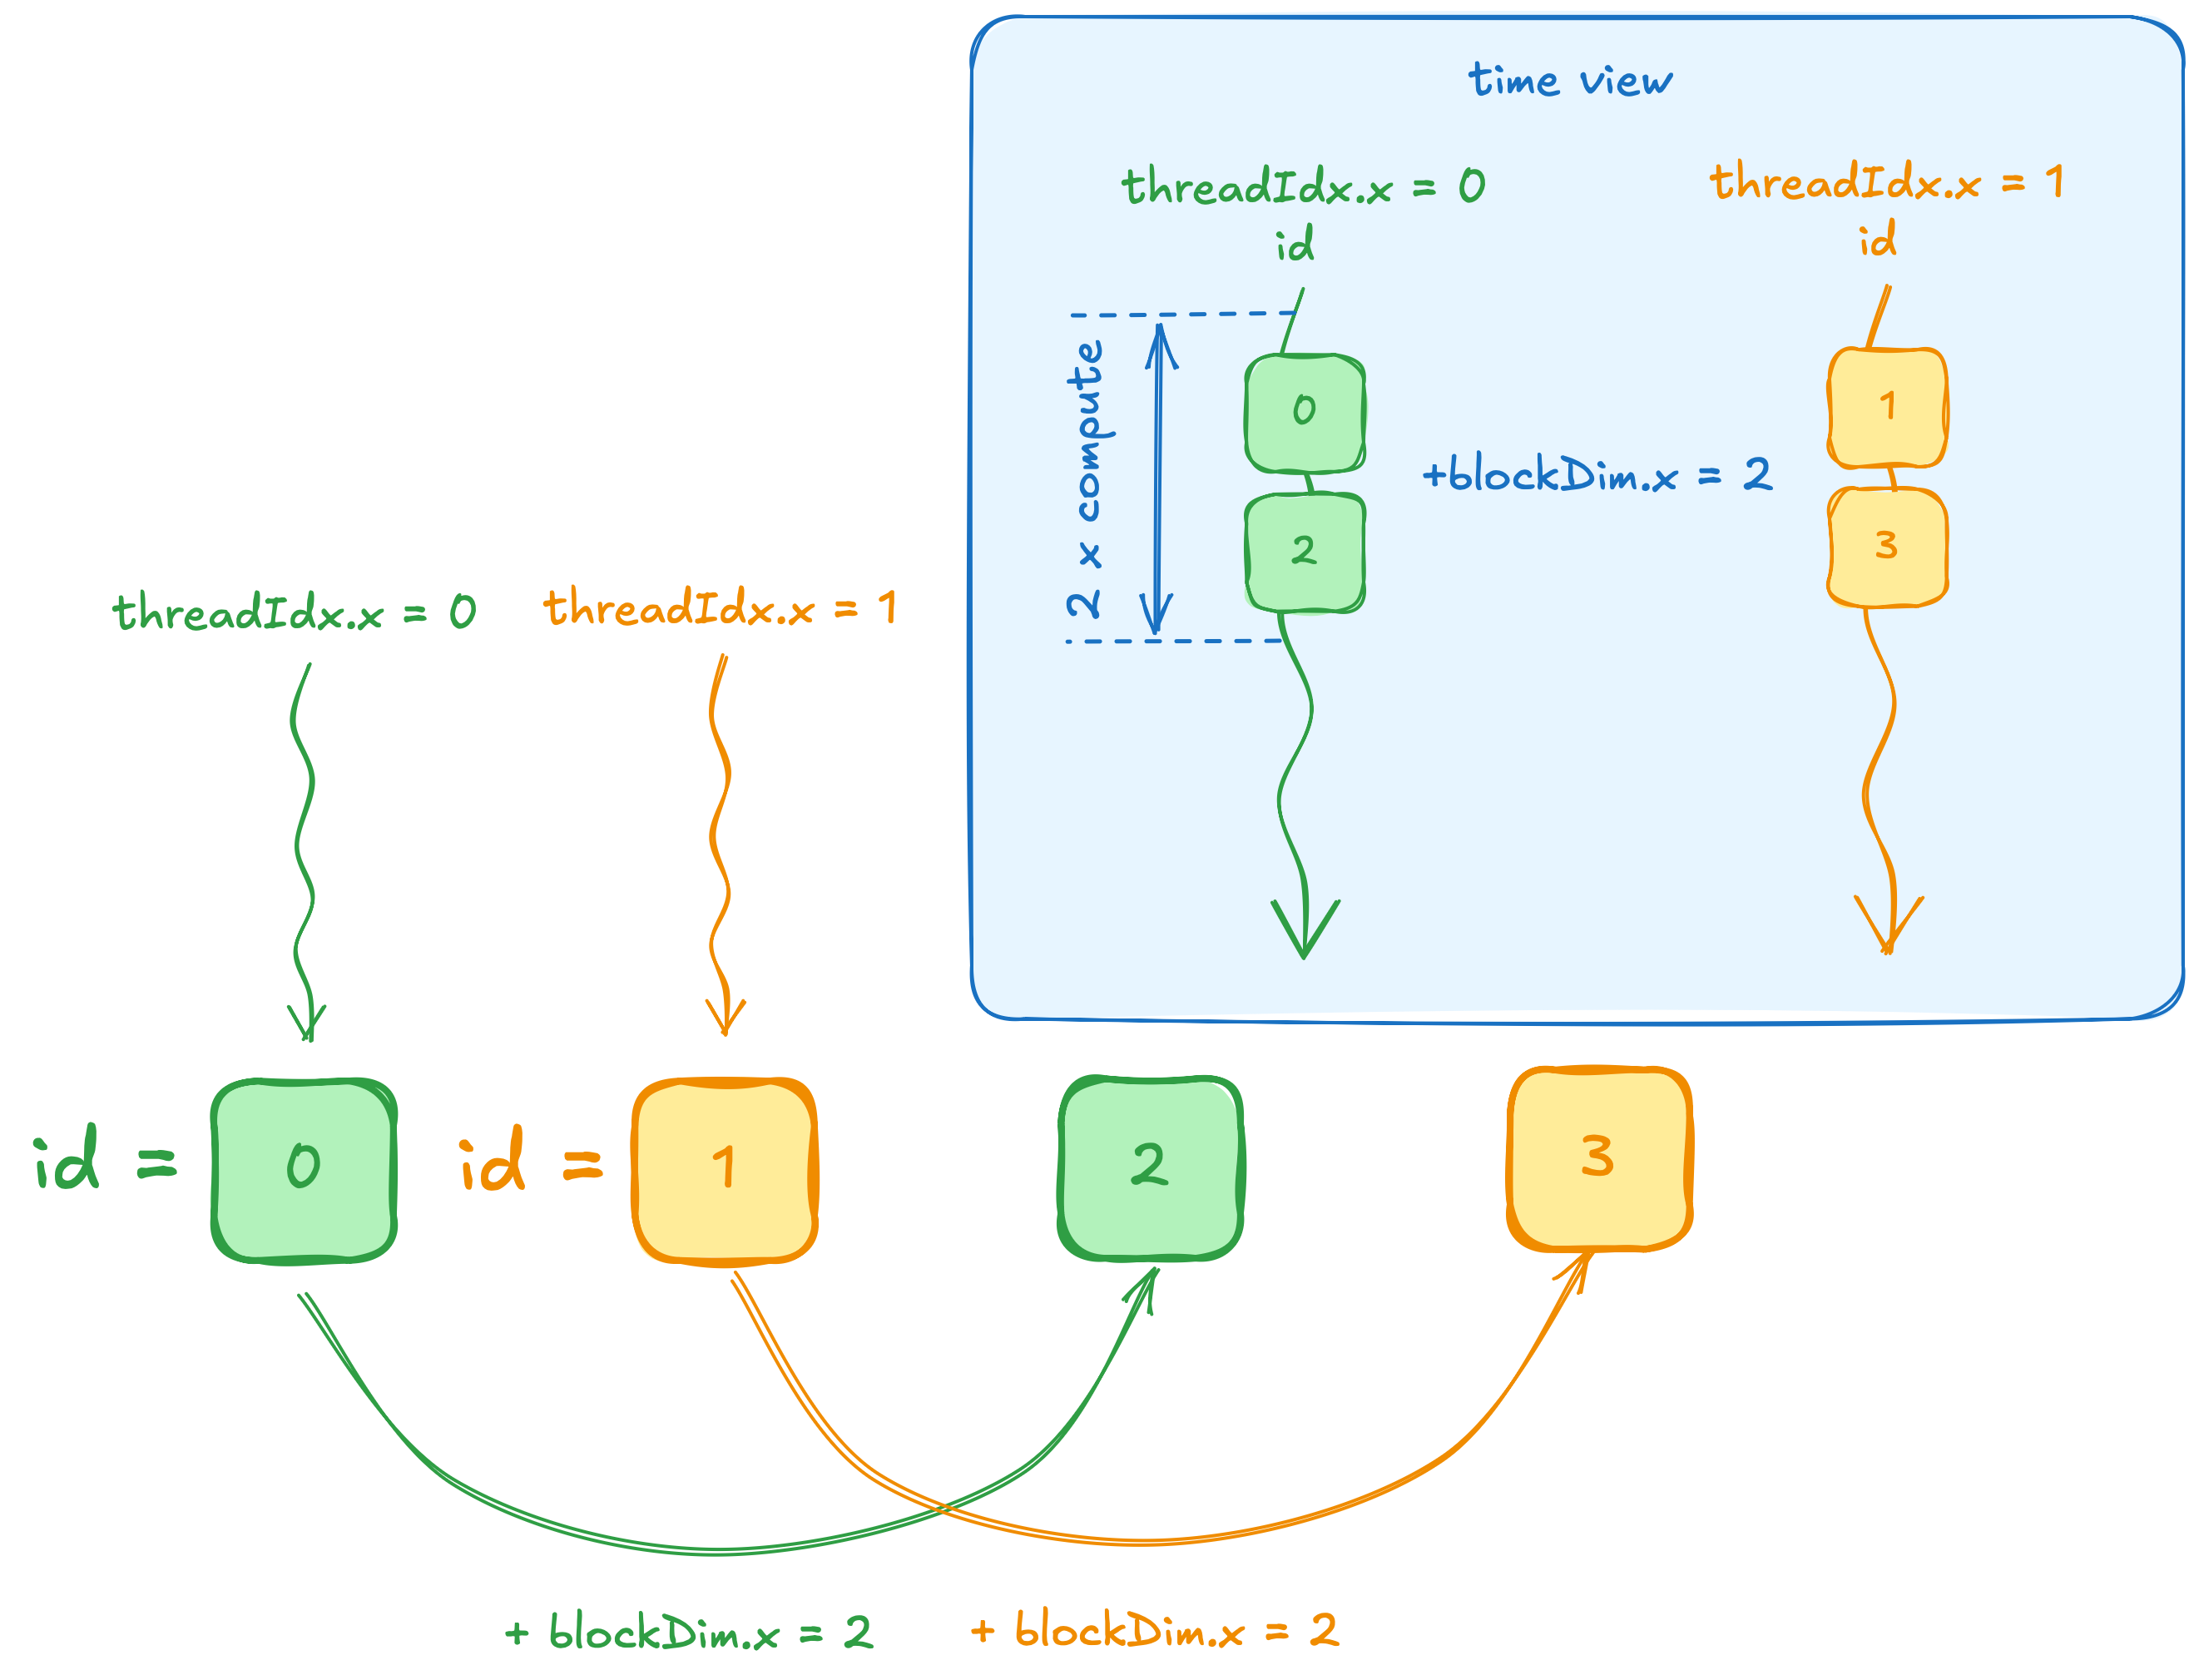 time view
threadIdx.x = 0
threadIdx.x = 1
id
id
2 x compute
0
1
+blockDim.x = 2
2
3
threadIdx.x = 0
threadIdx.x = 1
id =
0
id =
1
2
3
+ blockDim.x = 2
+ blockDim.x = 2